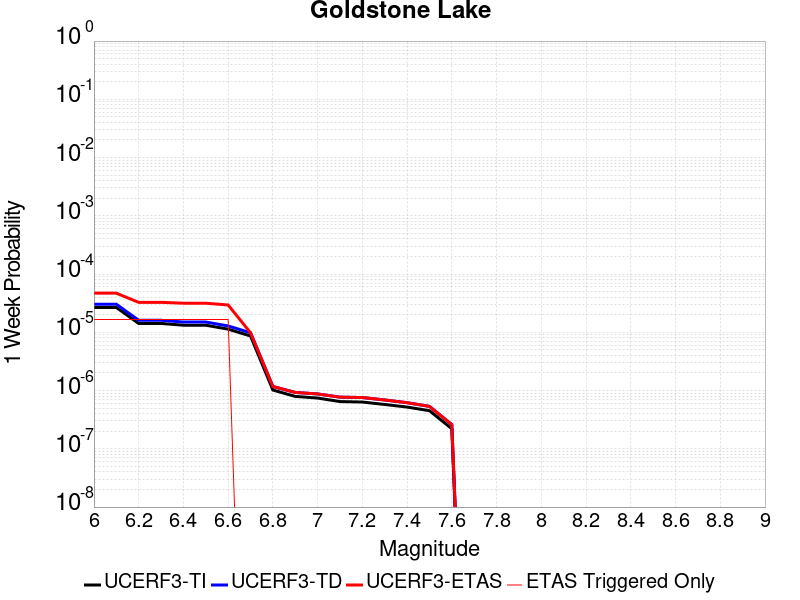 Goldstone Lake
10^0
10^-1
10^-2
10^-3
10^-4
10^-5
10^-6
10^-7
10^-8
1 Week Probability
6 6.2 6.4 6.6 6.8 7 7.2 7.4 7.6 7.8 8 8.2 8.4 8.6 8.8 9
Magnitude
UCERF3-TI UCERF3-TD UCERF3-ETAS ETAS Triggered Only